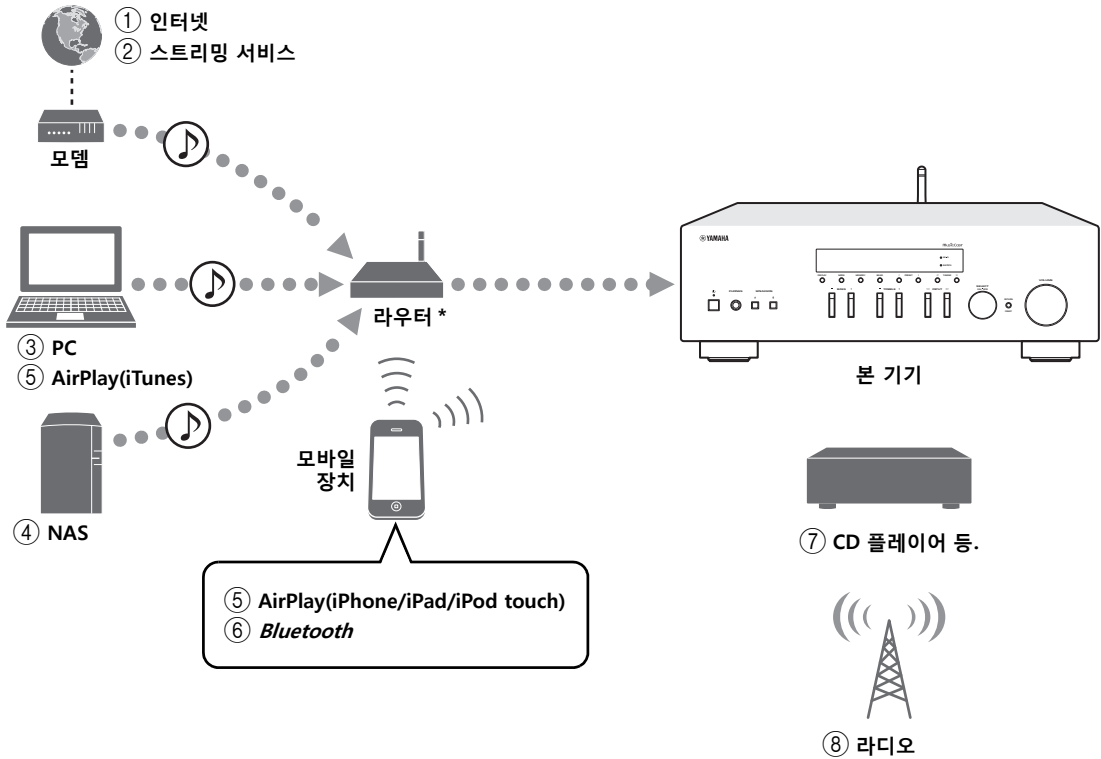 ① 인터넷
② 스트리밍 서비스
모뎀
③ PC
⑤ AirPlay(iTunes)
④ NAS
라우터 *
모바일
장치
⑤ AirPlay(iPhone/iPad/iPod touch)
⑥ Bluetooth
YAMAHA
본 기기
⑦ CD 플레이어 등.
⑧ 라디오